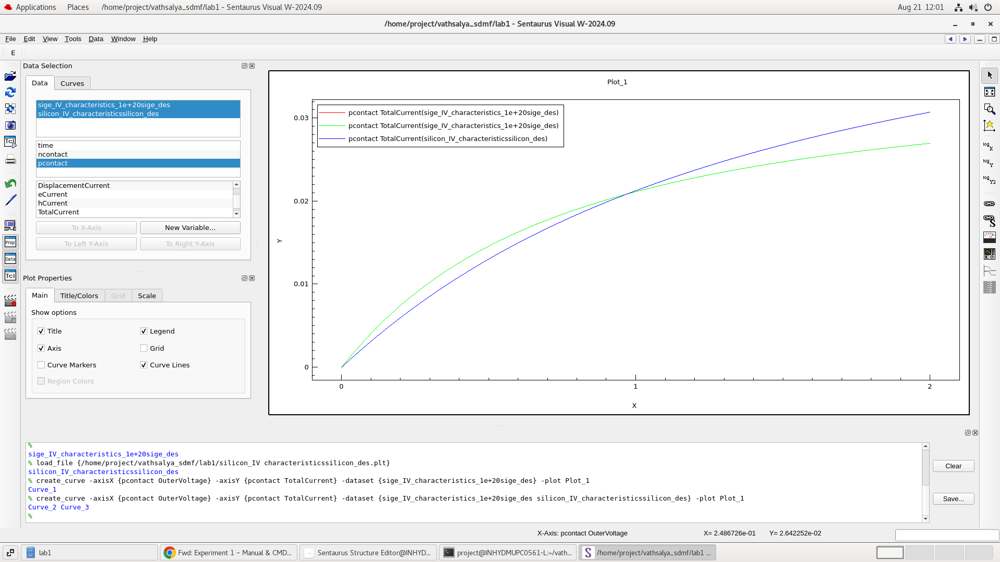 Applications Places /home/project/vathsalya_sdmf/lab1 - Sentaurus Visual W-2024.09 Aug 21 12:01
/home/project/vathsalya_sdmf/lab1 - Sentaurus Visual W-2024.09
File Edit View Tools Data Window Help
E
Data Selection
Data Curves
sige_IV_characteristics_1e+20sige_des
silicon_IV_characteristicssilicon_des
time
ncontact
pcontact
DisplacementCurrent
eCurrent
hCurrent
TotalCurrent
To X-Axis New Variable...
To Left Y-Axis To Right Y-Axis
Plot Properties
Main Title/Colors Grid Scale
Show options
Title Legend
Axis Grid
Curve Markers Curve Lines
Region Colors
Tcl
Prop
Data
Tcl
Plot_1
pcontact TotalCurrent(sige_IV_characteristics_1e+20sige_des)
pcontact TotalCurrent(sige_IV_characteristics_1e+20sige_des)
pcontact TotalCurrent(silicon_IV_characteristicssilicon_des)
0.03
0.02
0.01
0
Y
0 1 2
X
log X
log Y
log Y2
S
%
sige_IV_characteristics_1e+20sige_des
% load_file {/home/project/vathsalya_sdmf/lab1/silicon_IV characteristicssilicon_des.plt}
silicon_IV_characteristicssilicon_des
% create_curve -axisX {pcontact OuterVoltage} -axisY {pcontact TotalCurrent} -dataset {sige_IV_characteristics_1e+20sige_des} -plot Plot_1
Curve_1
% create_curve -axisX {pcontact OuterVoltage} -axisY {pcontact TotalCurrent} -dataset {sige_IV_characteristics_1e+20sige_des silicon_IV_characteristicssilicon_des} -plot Plot_1
Curve_2 Curve_3
%
Clear
Save...
X-Axis: pcontact OuterVoltage X= 2.486726e-01 Y= 2.642252e-02
lab1 Fwd: Experiment 1 – Manual & CMD... Sentaurus Structure Editor@INHYD... project@INHYDMUPC0561-L:~/vath... /home/project/vathsalya_sdmf/lab1 ...